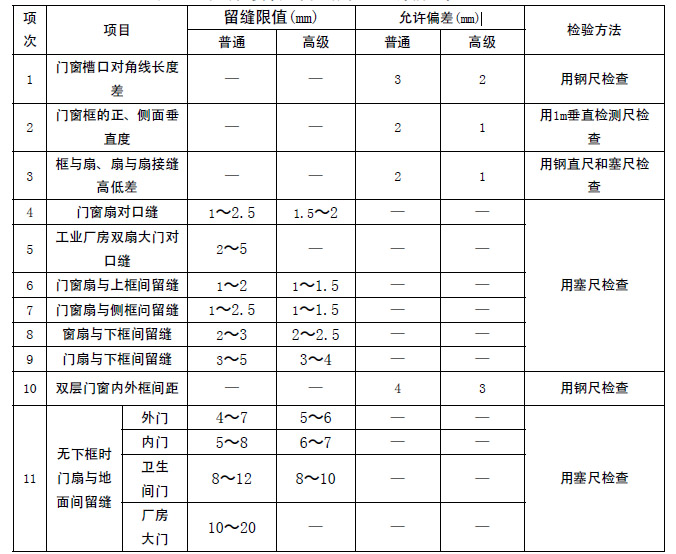 项次 项目 留缝限值(mm) 允许偏差(mm) 检验方法
普通 高级 普通 高级
1 门窗槽口对角线长度差 — — 3 2 用钢尺检查
2 门窗框的正、侧面垂直度 — — 2 1 用1m垂直检测尺检查
3 框与扇、扇与扇接缝高低差 — — 2 1 用钢直尺和塞尺检查
4 门窗扇对口缝 1～2.5 1.5～2 — — 用塞尺检查
5 工业厂房双扇大门对口缝 2～5 — — —
6 门窗扇与上框间留缝 1～2 1～1.5 — —
7 门窗扇与侧框问留缝 1～2.5 1～1.5 — —
8 窗扇与下框间留缝 2～3 2～2.5 — —
9 门扇与下框间留缝 3～5 3～4 — —
10 双层门窗内外框间距 — — 4 3 用钢尺检查
11 无下框时门扇与地面间留缝 外门 4～7 5～6 — — 用塞尺检查
内门 5～8 6～7 — —
卫生间门 8～12 8～10 — —
厂房大门 10～20 — — —